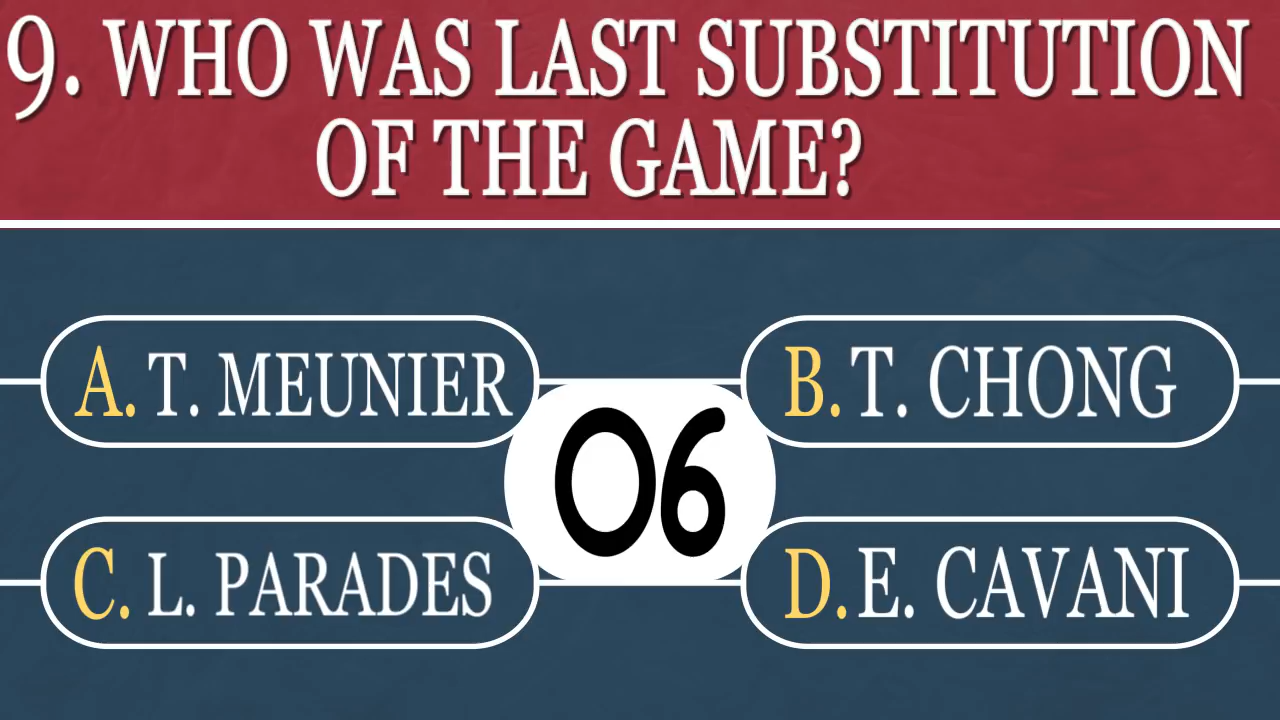 9. WHO WAS LAST SUBSTITUTION
OF THE GAME?
A. T. MEUNIER
B. T. CHONG
06
C. L. PARADES
D. E. CAVANI